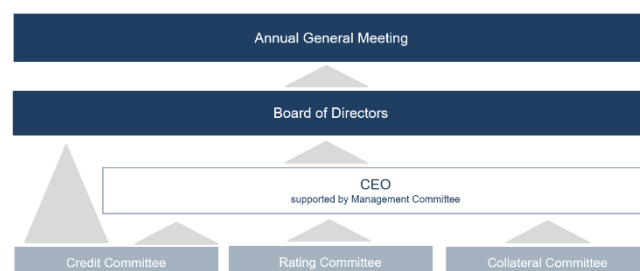 Annual General Meeting
Board of Directors
CEO
supported by Management Committee
Credit Committee
Rating Committee
Collateral Committee